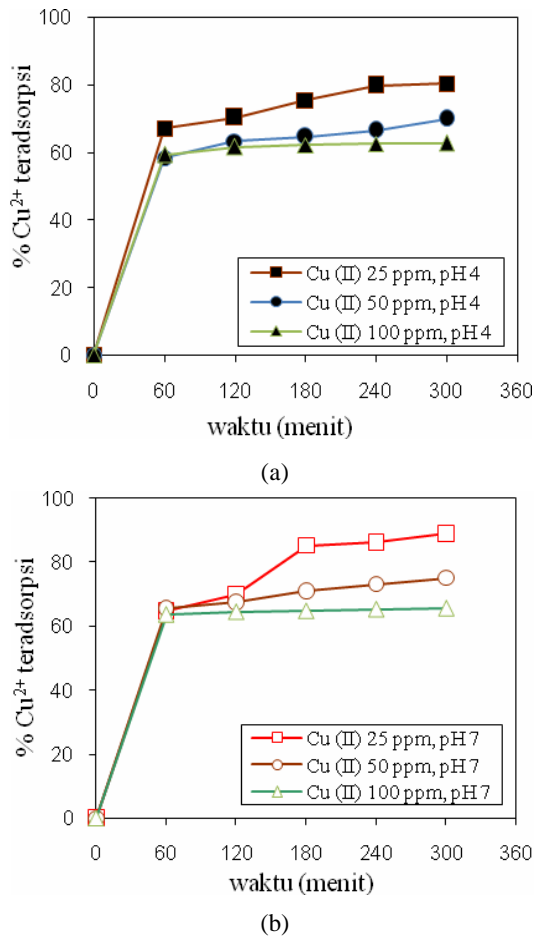 100
80
60
40
20
0
% Cu²⁺ teradsorpsi
Cu (II) 25 ppm, pH 4
Cu (II) 50 ppm, pH 4
Cu (II) 100 ppm, pH 4
0 60 120 180 240 300 360
waktu (menit)
(a)
100
80
60
40
20
0
% Cu²⁺ teradsorpsi
Cu (II) 25 ppm, pH 7
Cu (II) 50 ppm, pH 7
Cu (II) 100 ppm, pH 7
0 60 120 180 240 300 360
waktu (menit)
(b)